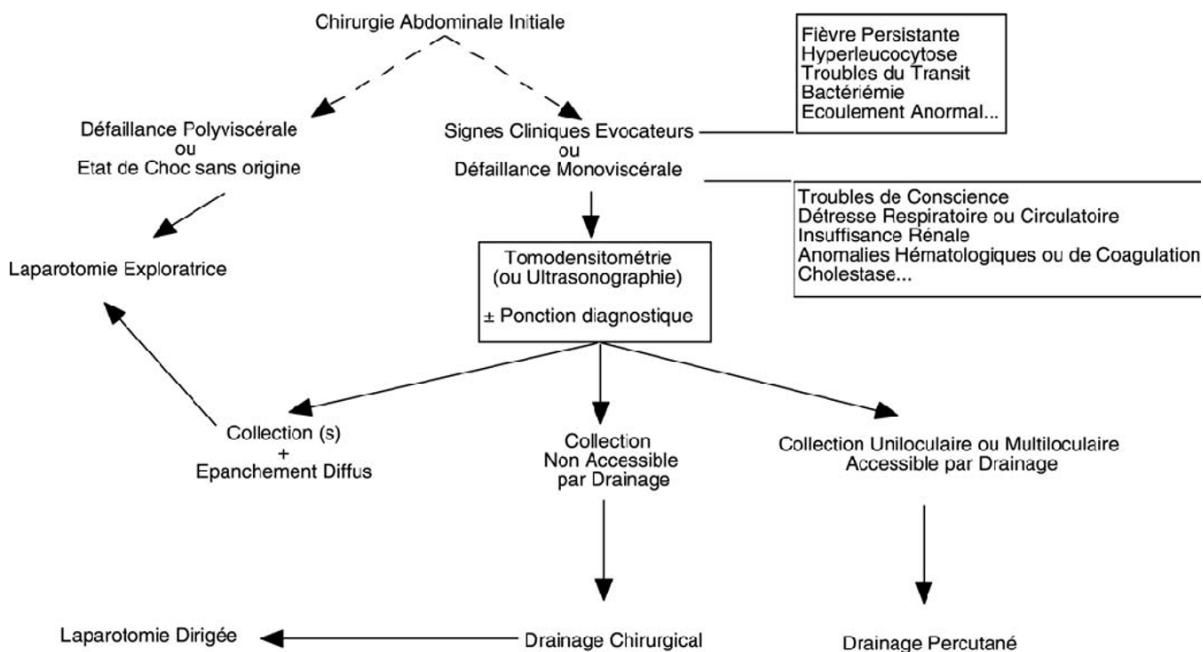 Chirurgie Abdominale Initiale
Fièvre Persistante
Hyperleucocytose
Troubles du Transit
Bactériémie
Ecoulement Anormal...
Défaillance Polyviscérale
ou
Etat de Choc sans origine
Signes Cliniques Evocateurs
ou
Défaillance Monoviscérale
Troubles de Conscience
Détresse Respiratoire ou Circulatoire
Insuffisance Rénale
Anomalies Hématologiques ou de Coagulation
Cholestase...
Laparotomie Exploratrice
Tomodensitométrie
(ou Ultrasonographie)
± Ponction diagnostique
Collection (s)
+
Epanchement Diffus
Collection
Non Accessible
par Drainage
Collection Uniloculaire ou Multiloculaire
Accessible par Drainage
Laparotomie Dirigée
Drainage Chirurgical
Drainage Percutané